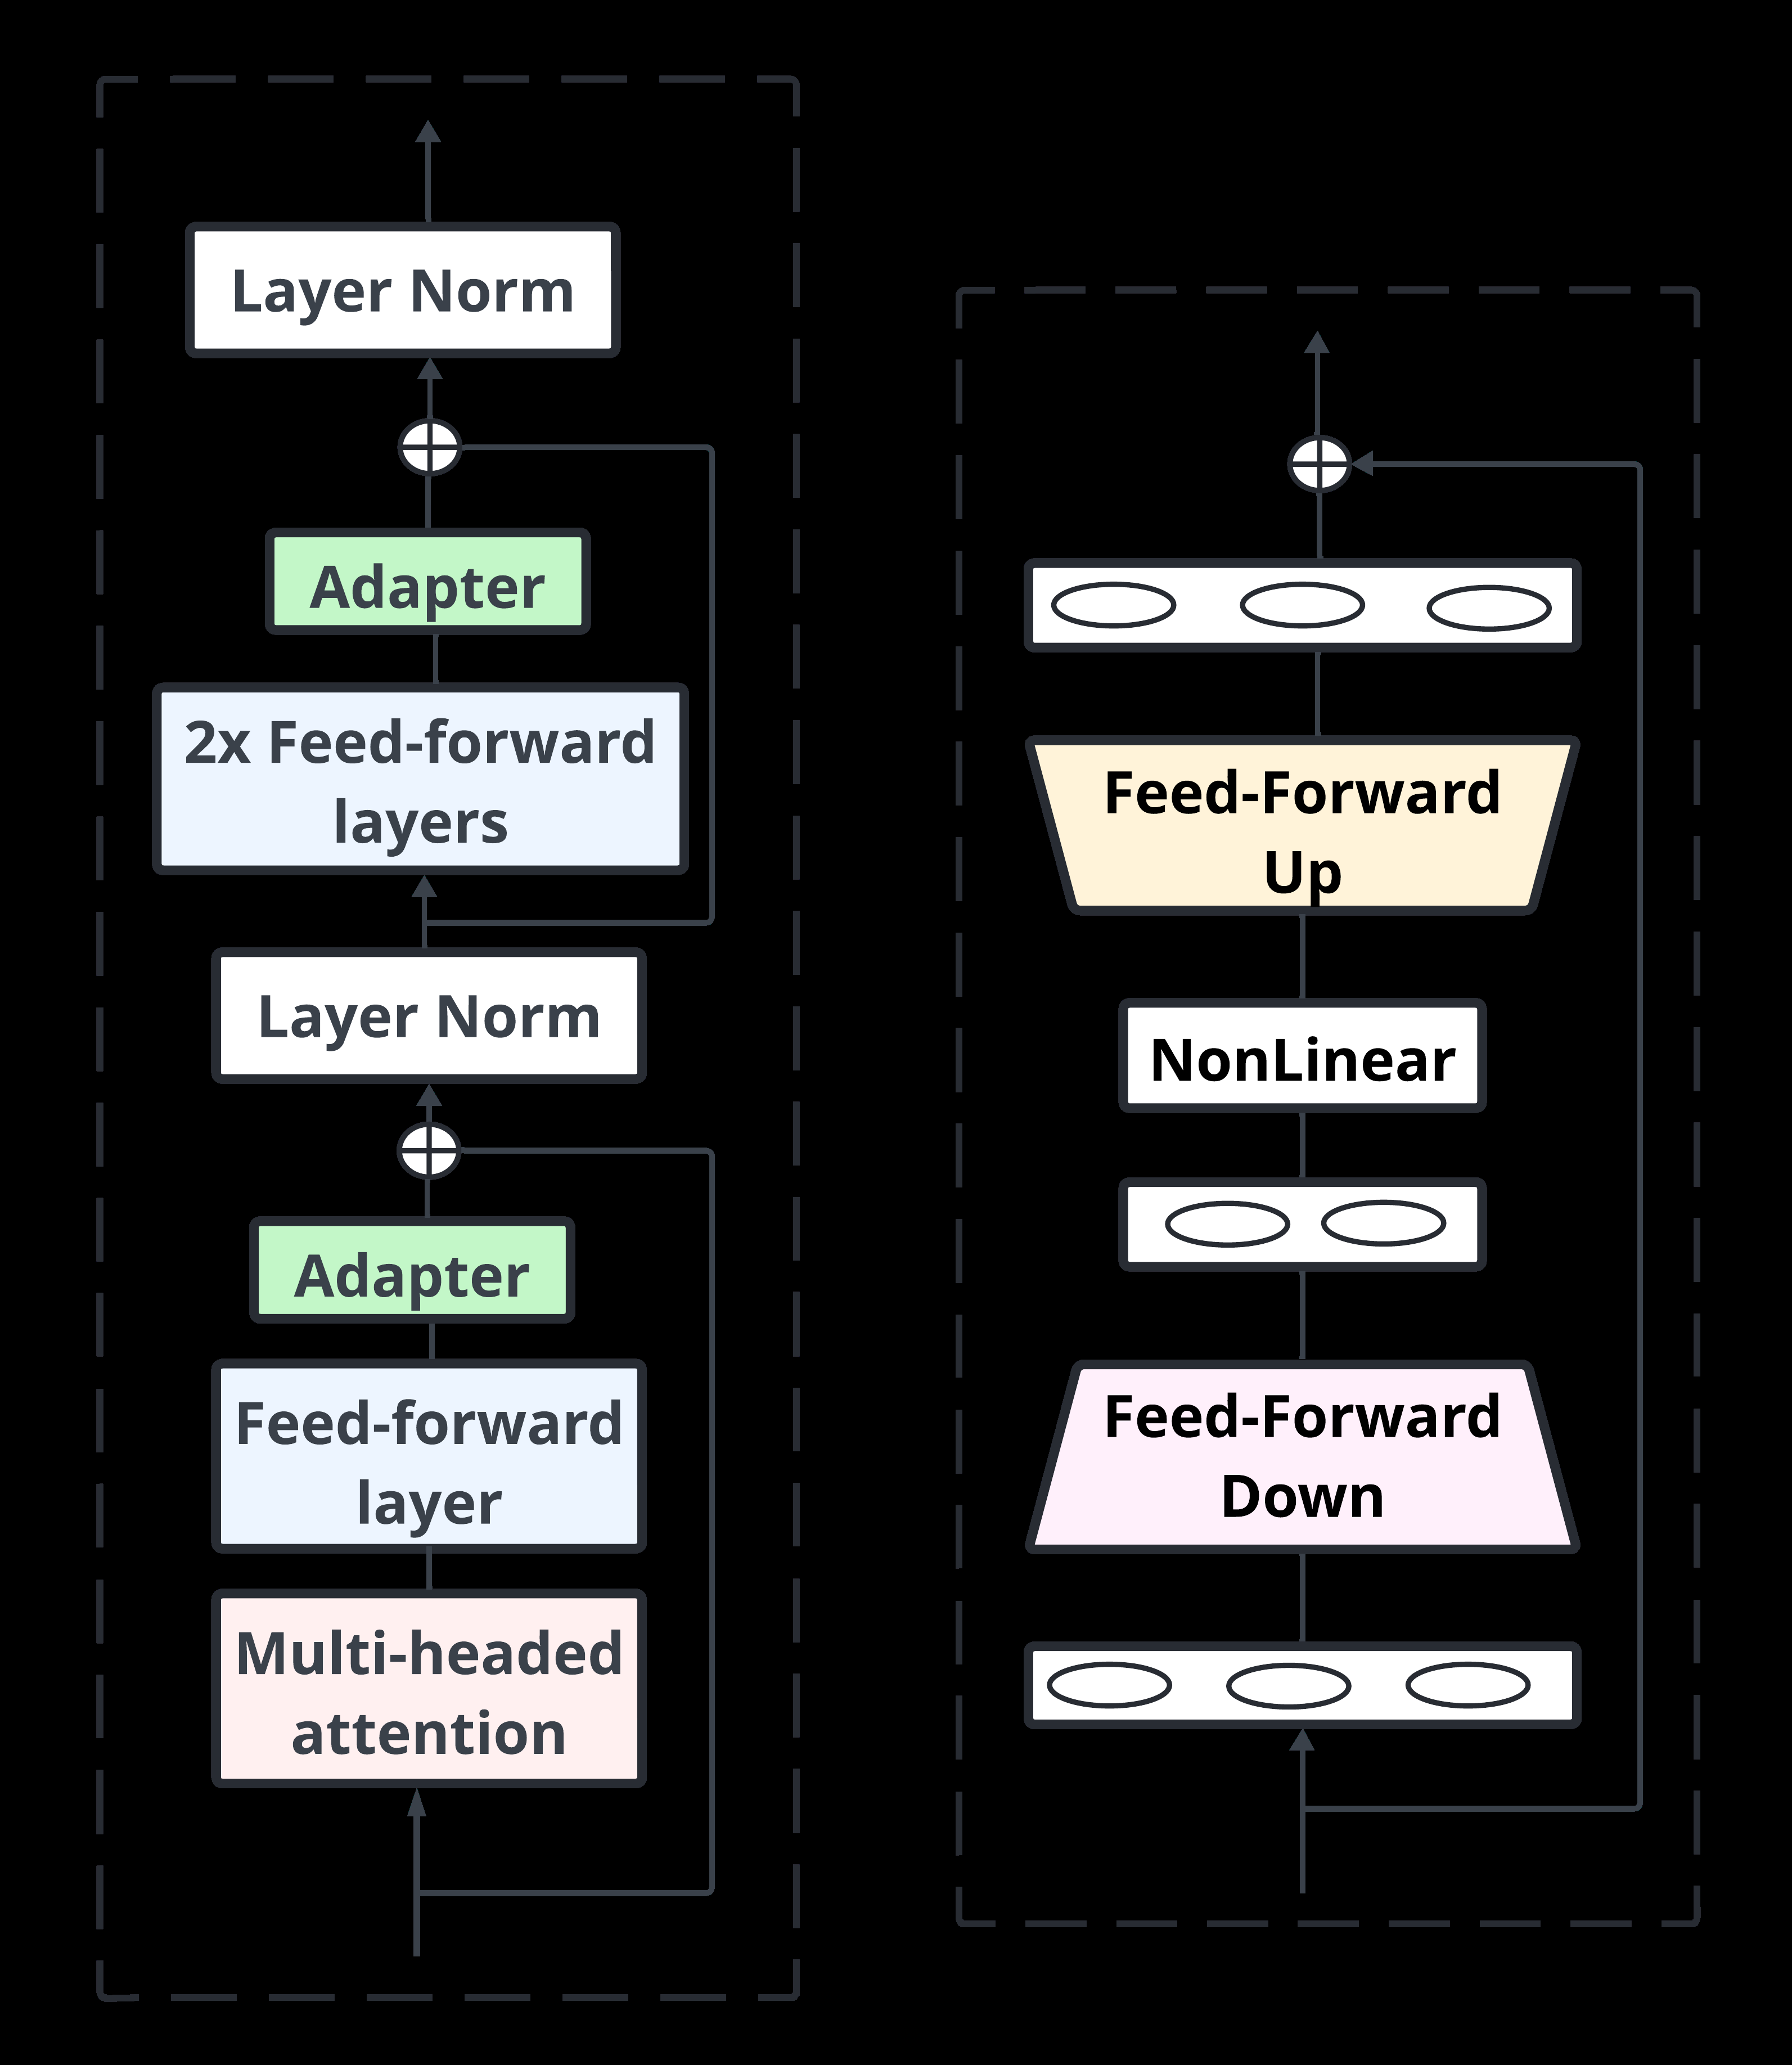 Layer Norm
Adapter
2x Feed-forward
layers
Layer Norm
Adapter
Feed-forward
layer
Multi-headed
attention
Feed-Forward
Up
NonLinear
Feed-Forward
Down